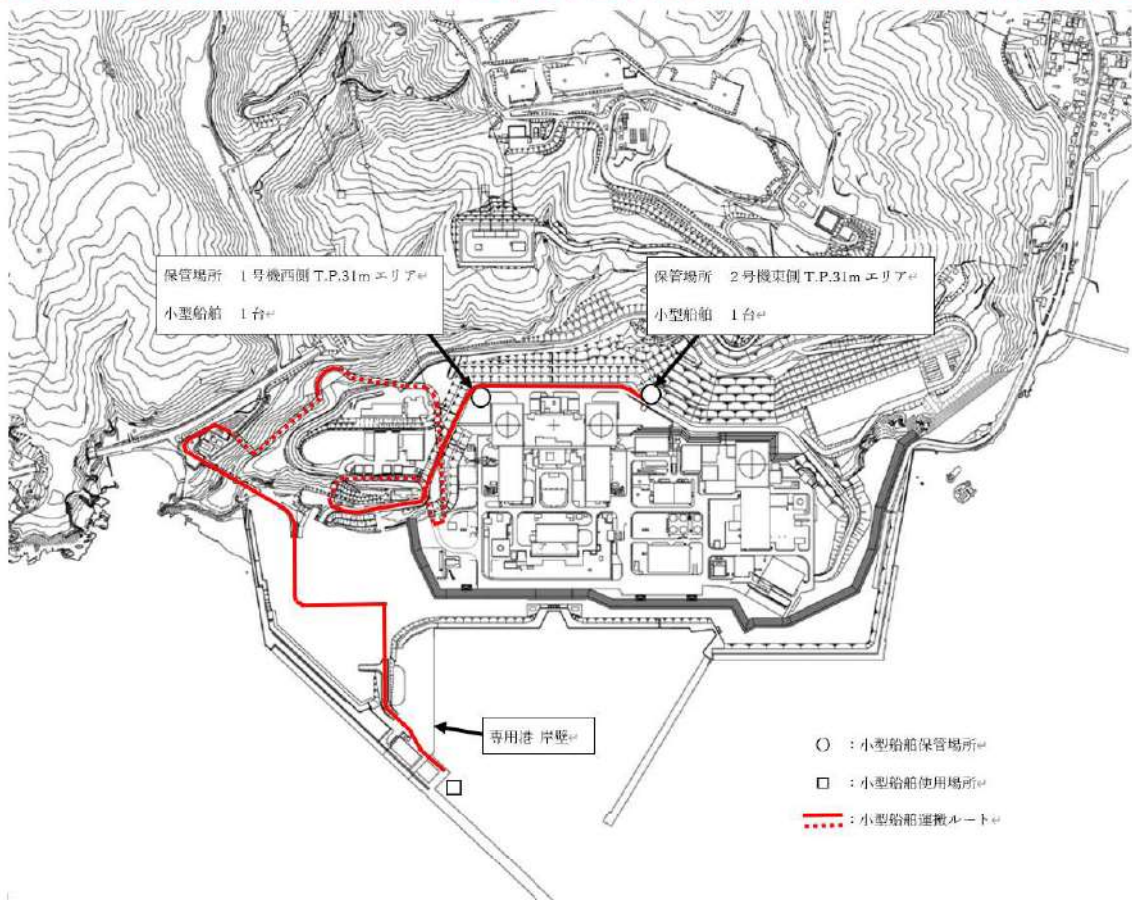 保管場所　1号機西側 T.P.31m エリア↵
小型船舶　1台↵
保管場所　2号機東側 T.P.31m エリア↵
小型船舶　1台↵
専用港 岸壁↵
○ ：小型船舶保管場所↵
□ ：小型船舶使用場所↵
：小型船舶運搬ルート↵